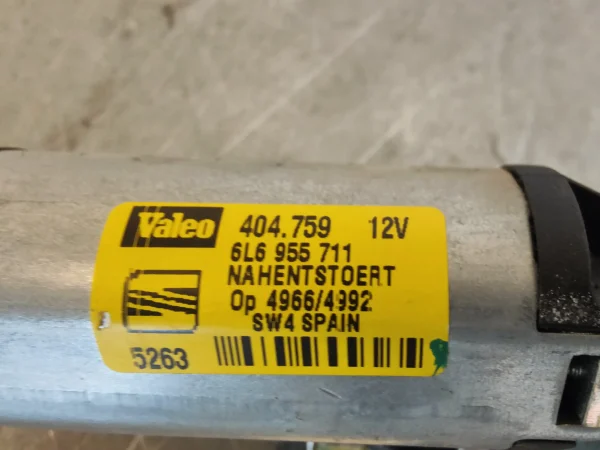 Valeo 404.759 12V
6L6 955 711
NAHENTSTOERT
Op 4966/4992
SW4 SPAIN
5263